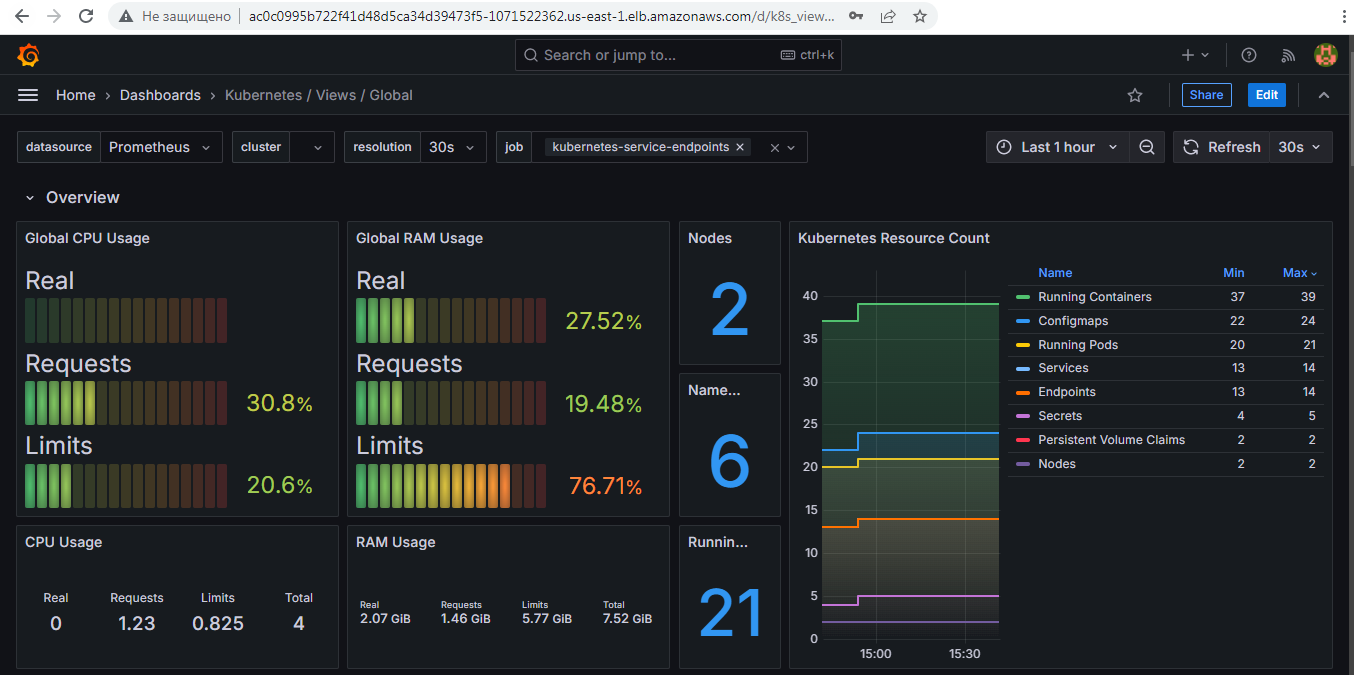 Не защищено ac0c0995b722f41d48d5ca34d39473f5-1071522362.us-east-1.elb.amazonaws.com/d/k8s_view...
Search or jump to... ctrl+k
Home › Dashboards › Kubernetes / Views / Global
Share Edit
datasource Prometheus cluster resolution 30s job kubernetes-service-endpoints Last 1 hour Refresh 30s
Overview
Global CPU Usage
Real
Requests
30.8%
Limits
20.6%
Global RAM Usage
Real
27.52%
Requests
19.48%
Limits
76.71%
Nodes
2
Name...
6
Kubernetes Resource Count
40
35
30
25
20
15
10
5
0
15:00 15:30
Name Min Max
Running Containers 37 39
Configmaps 22 24
Running Pods 20 21
Services 13 14
Endpoints 13 14
Secrets 4 5
Persistent Volume Claims 2 2
Nodes 2 2
CPU Usage
Real Requests Limits Total
0 1.23 0.825 4
RAM Usage
Real Requests Limits Total
2.07 GiB 1.46 GiB 5.77 GiB 7.52 GiB
Runnin...
21